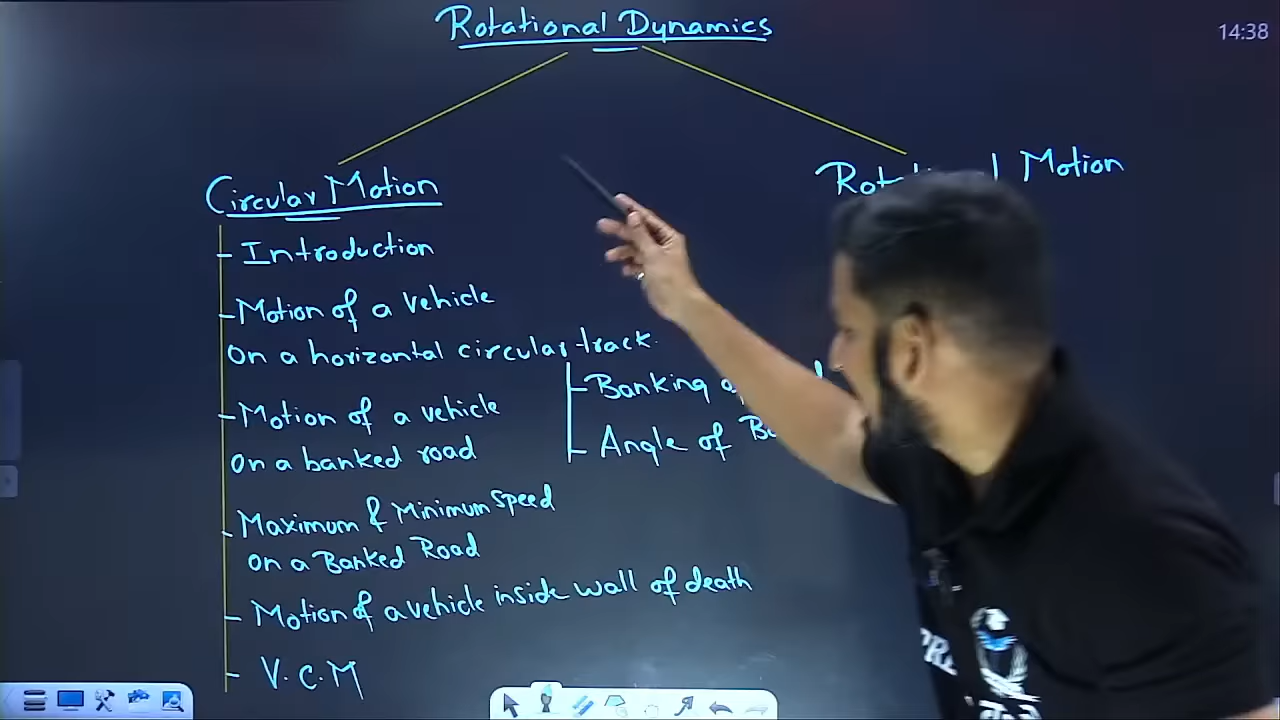 Rotational Dynamics
14:38
Circular Motion
Motion
- Introduction
- Motion of a vehicle
on a horizontal circular track.
- Banking
- Motion of a vehicle
on a banked road
- Angle of
- Maximum & Minimum speed
on a Banked Road
- Motion of a vehicle inside wall of death
- V.C.M